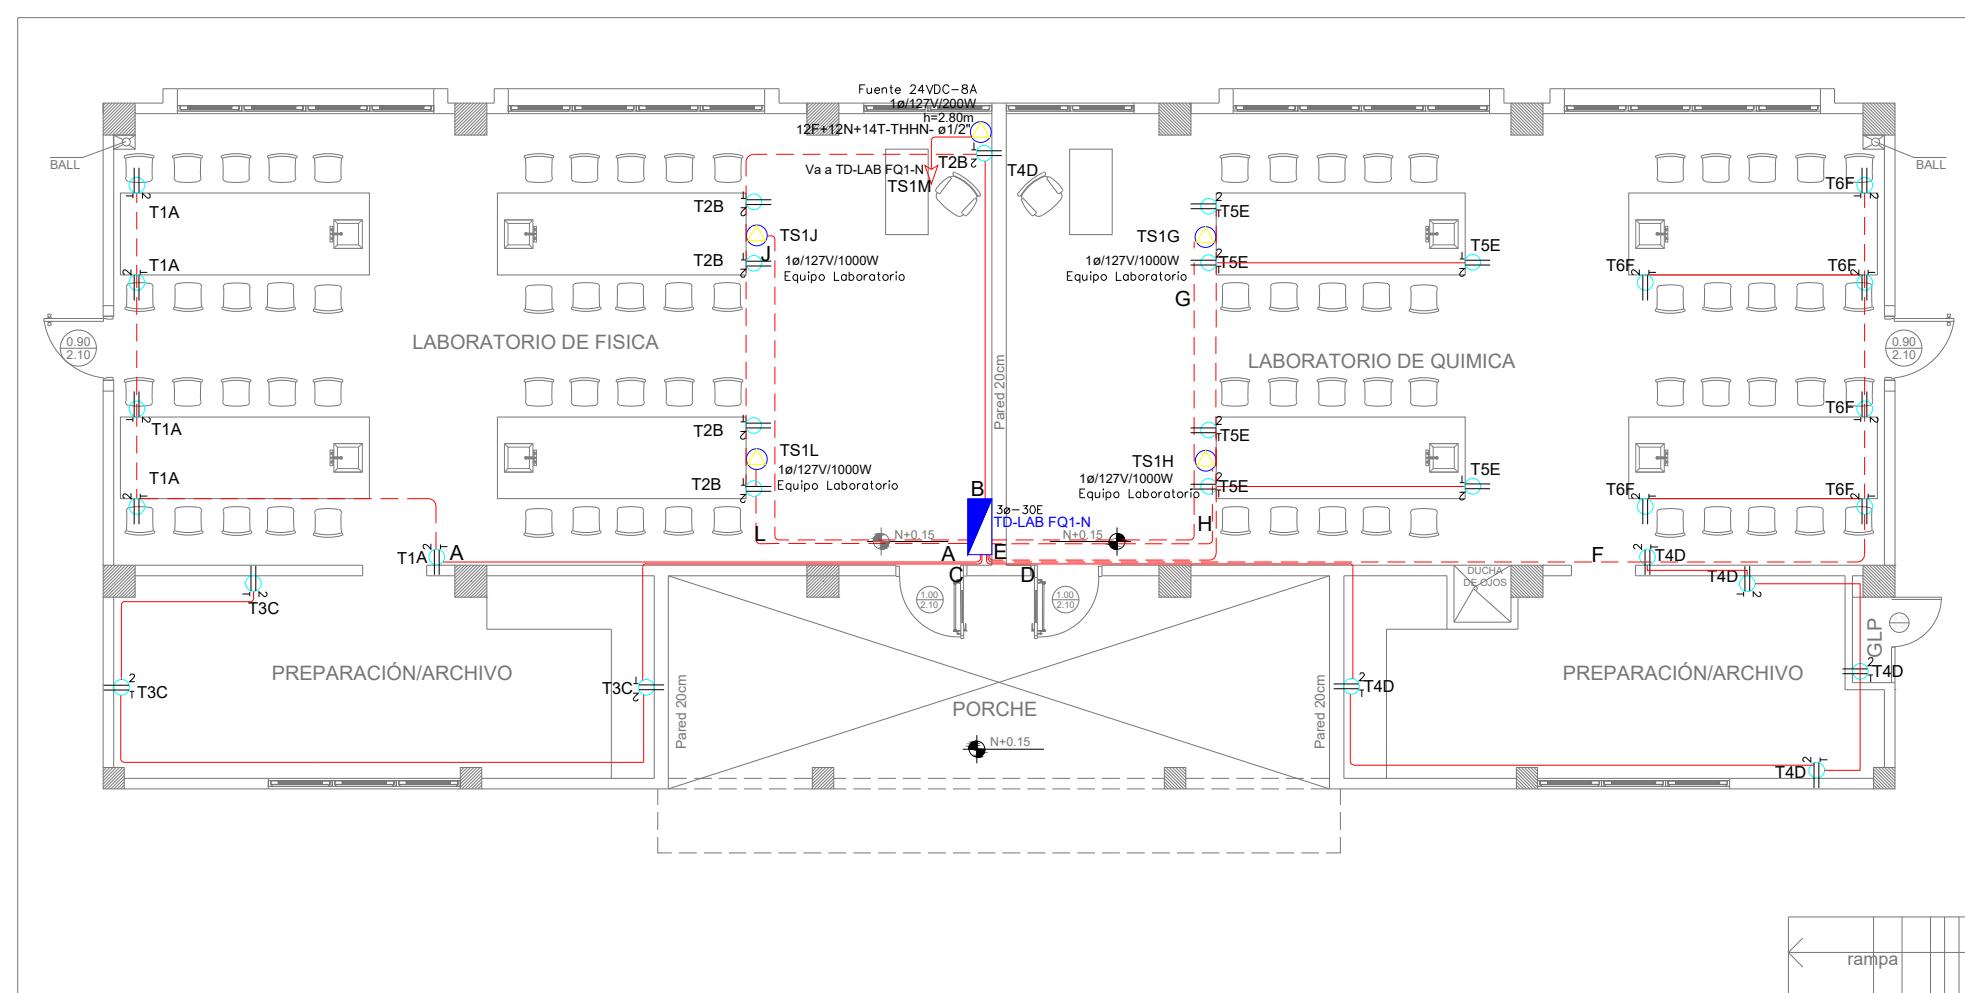 Fuente 24VDC-8A
1ø/127V/200W
h=2.80m
12F+12N+14T-THHN- ø1/2"
T2B
Va a TD-LAB FQ1-N
TS1M
T4D
BALL
BALL
T1A
T2B
T5E
T6F
TS1J
J
1ø/127V/1000W
Equipo Laboratorio
TS1G
1ø/127V/1000W
Equipo Laboratorio
T1A
T2B
T5E
T5E
T6F
T6F
G
0.90
2.10
LABORATORIO DE FISICA
LABORATORIO DE QUIMICA
0.90
2.10
Pared 20cm
T1A
T2B
T5E
T6F
TS1L
1ø/127V/1000W
Equipo Laboratorio
TS1H
1ø/127V/1000W
Equipo Laboratorio
T1A
T2B
T5E
T5E
T6F
T6F
B
3ø-30E
TD-LAB FQ1-N
L
N+0.15
N+0.15
H
T1A
A
A
E
C
D
F
T4D
DUCHA
DE OJOS
T4D
T3C
1.00
2.10
1.00
2.10
GLP
T3C
PREPARACIÓN/ARCHIVO
T3C
Pared 20cm
PORCHE
N+0.15
Pared 20cm
T4D
PREPARACIÓN/ARCHIVO
T4D
T4D
rampa